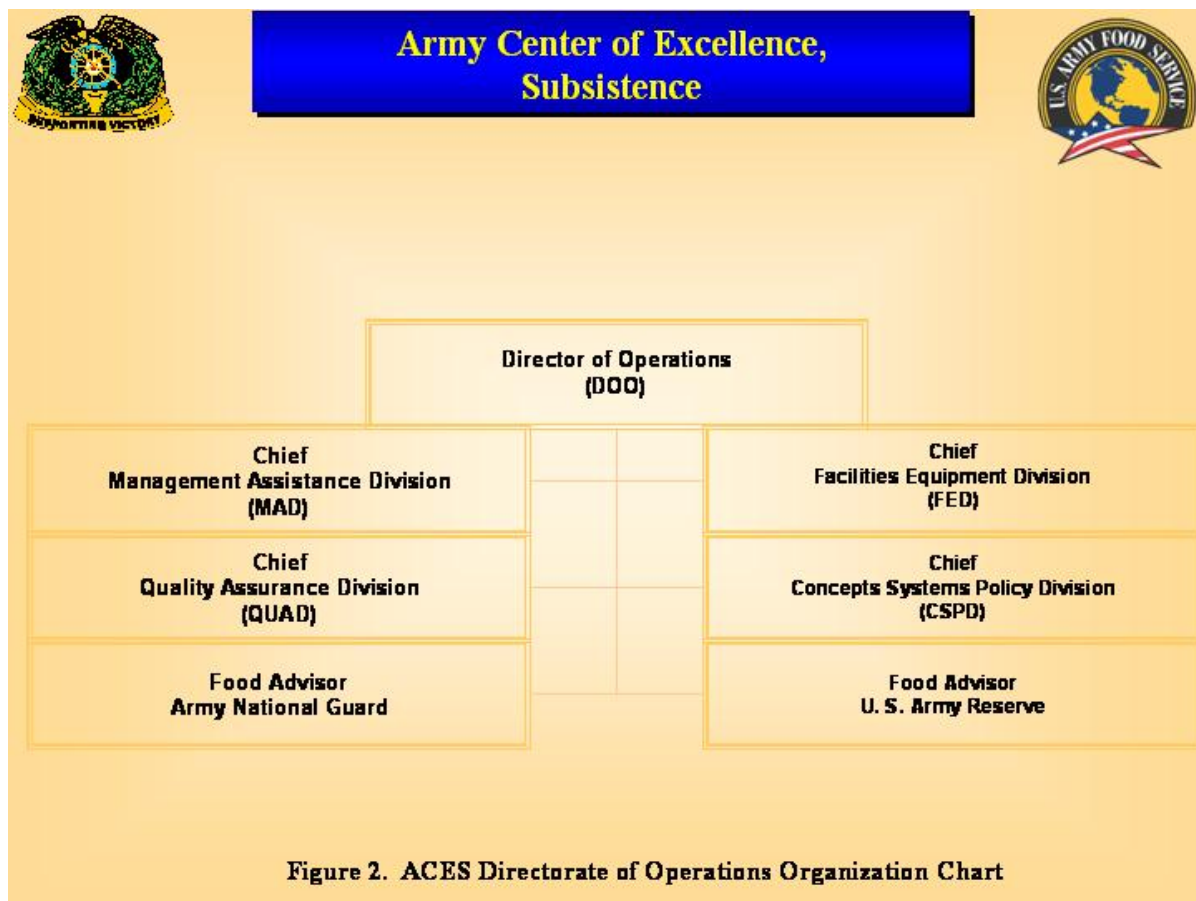 Army Center of Excellence,
Subsistence
SUPPORTING VICTORY
U.S. ARMY FOOD SERVICE
Director of Operations
(DOO)
Chief
Management Assistance Division
(MAD)
Chief
Facilities Equipment Division
(FED)
Chief
Quality Assurance Division
(QUAD)
Chief
Concepts Systems Policy Division
(CSPD)
Food Advisor
Army National Guard
Food Advisor
U. S. Army Reserve
Figure 2. ACES Directorate of Operations Organization Chart